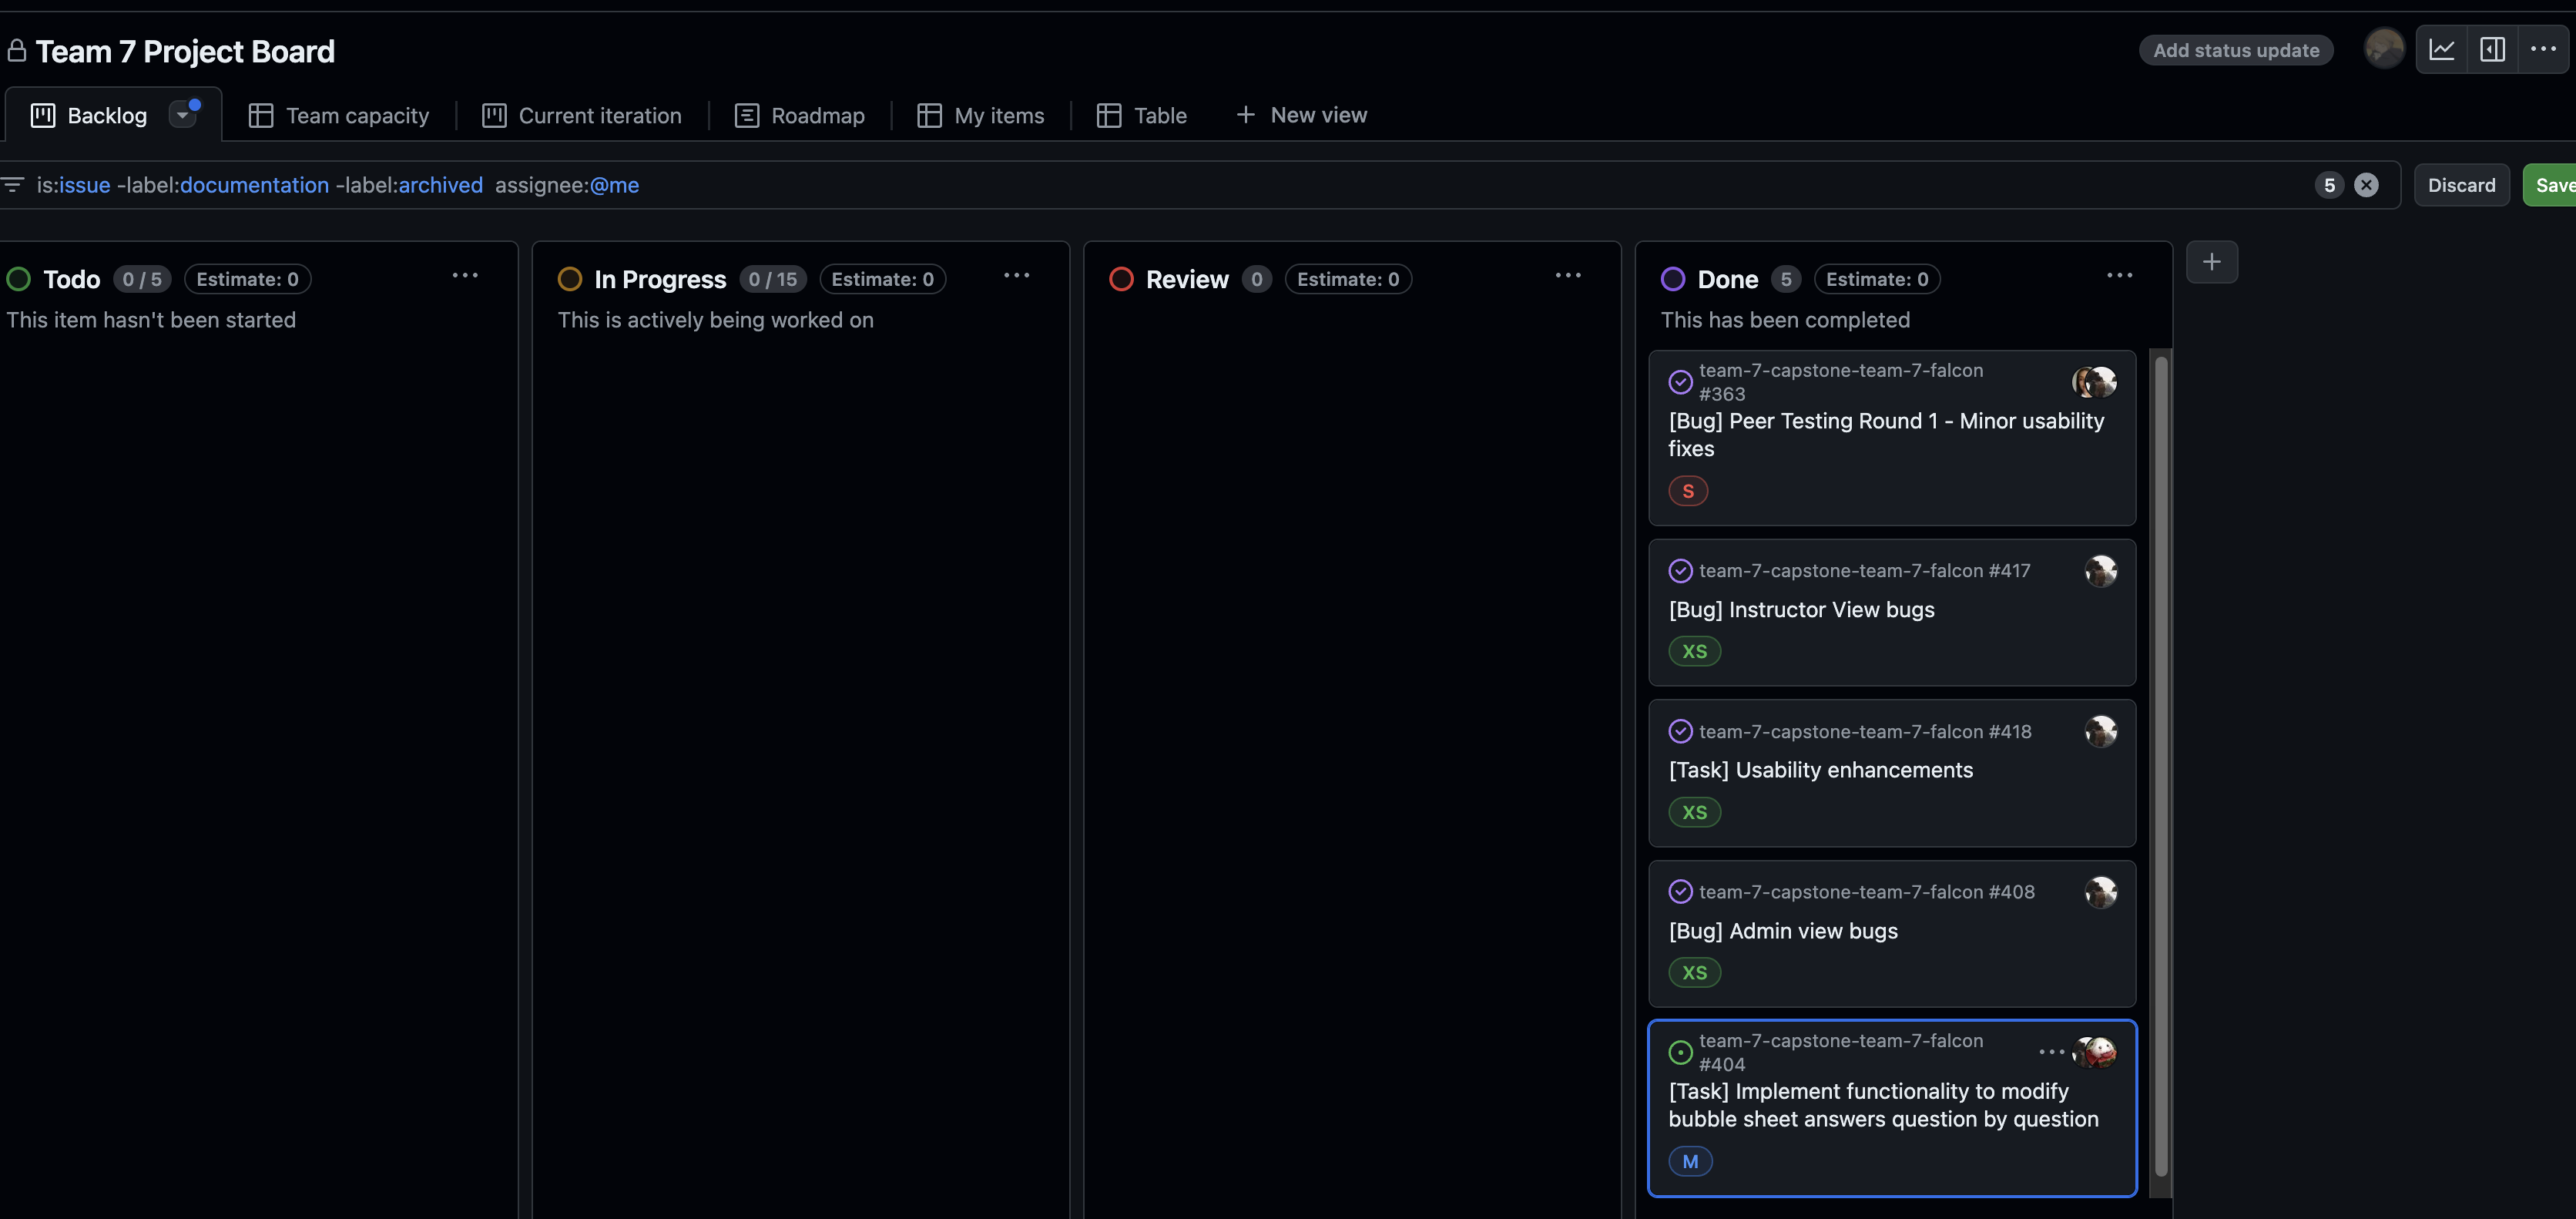 Team 7 Project Board
Add status update
Backlog
Team capacity
Current iteration
Roadmap
My items
Table
New view
is:issue -label:documentation -label:archived assignee:@me
5
Discard
Save
Todo 0 / 5 Estimate: 0
This item hasn't been started
In Progress 0 / 15 Estimate: 0
This is actively being worked on
Review 0 Estimate: 0
Done 5 Estimate: 0
This has been completed
team-7-capstone-team-7-falcon
#363
[Bug] Peer Testing Round 1 - Minor usability
fixes
S
team-7-capstone-team-7-falcon #417
[Bug] Instructor View bugs
XS
team-7-capstone-team-7-falcon #418
[Task] Usability enhancements
XS
team-7-capstone-team-7-falcon #408
[Bug] Admin view bugs
XS
team-7-capstone-team-7-falcon
#404
[Task] Implement functionality to modify
bubble sheet answers question by question
M